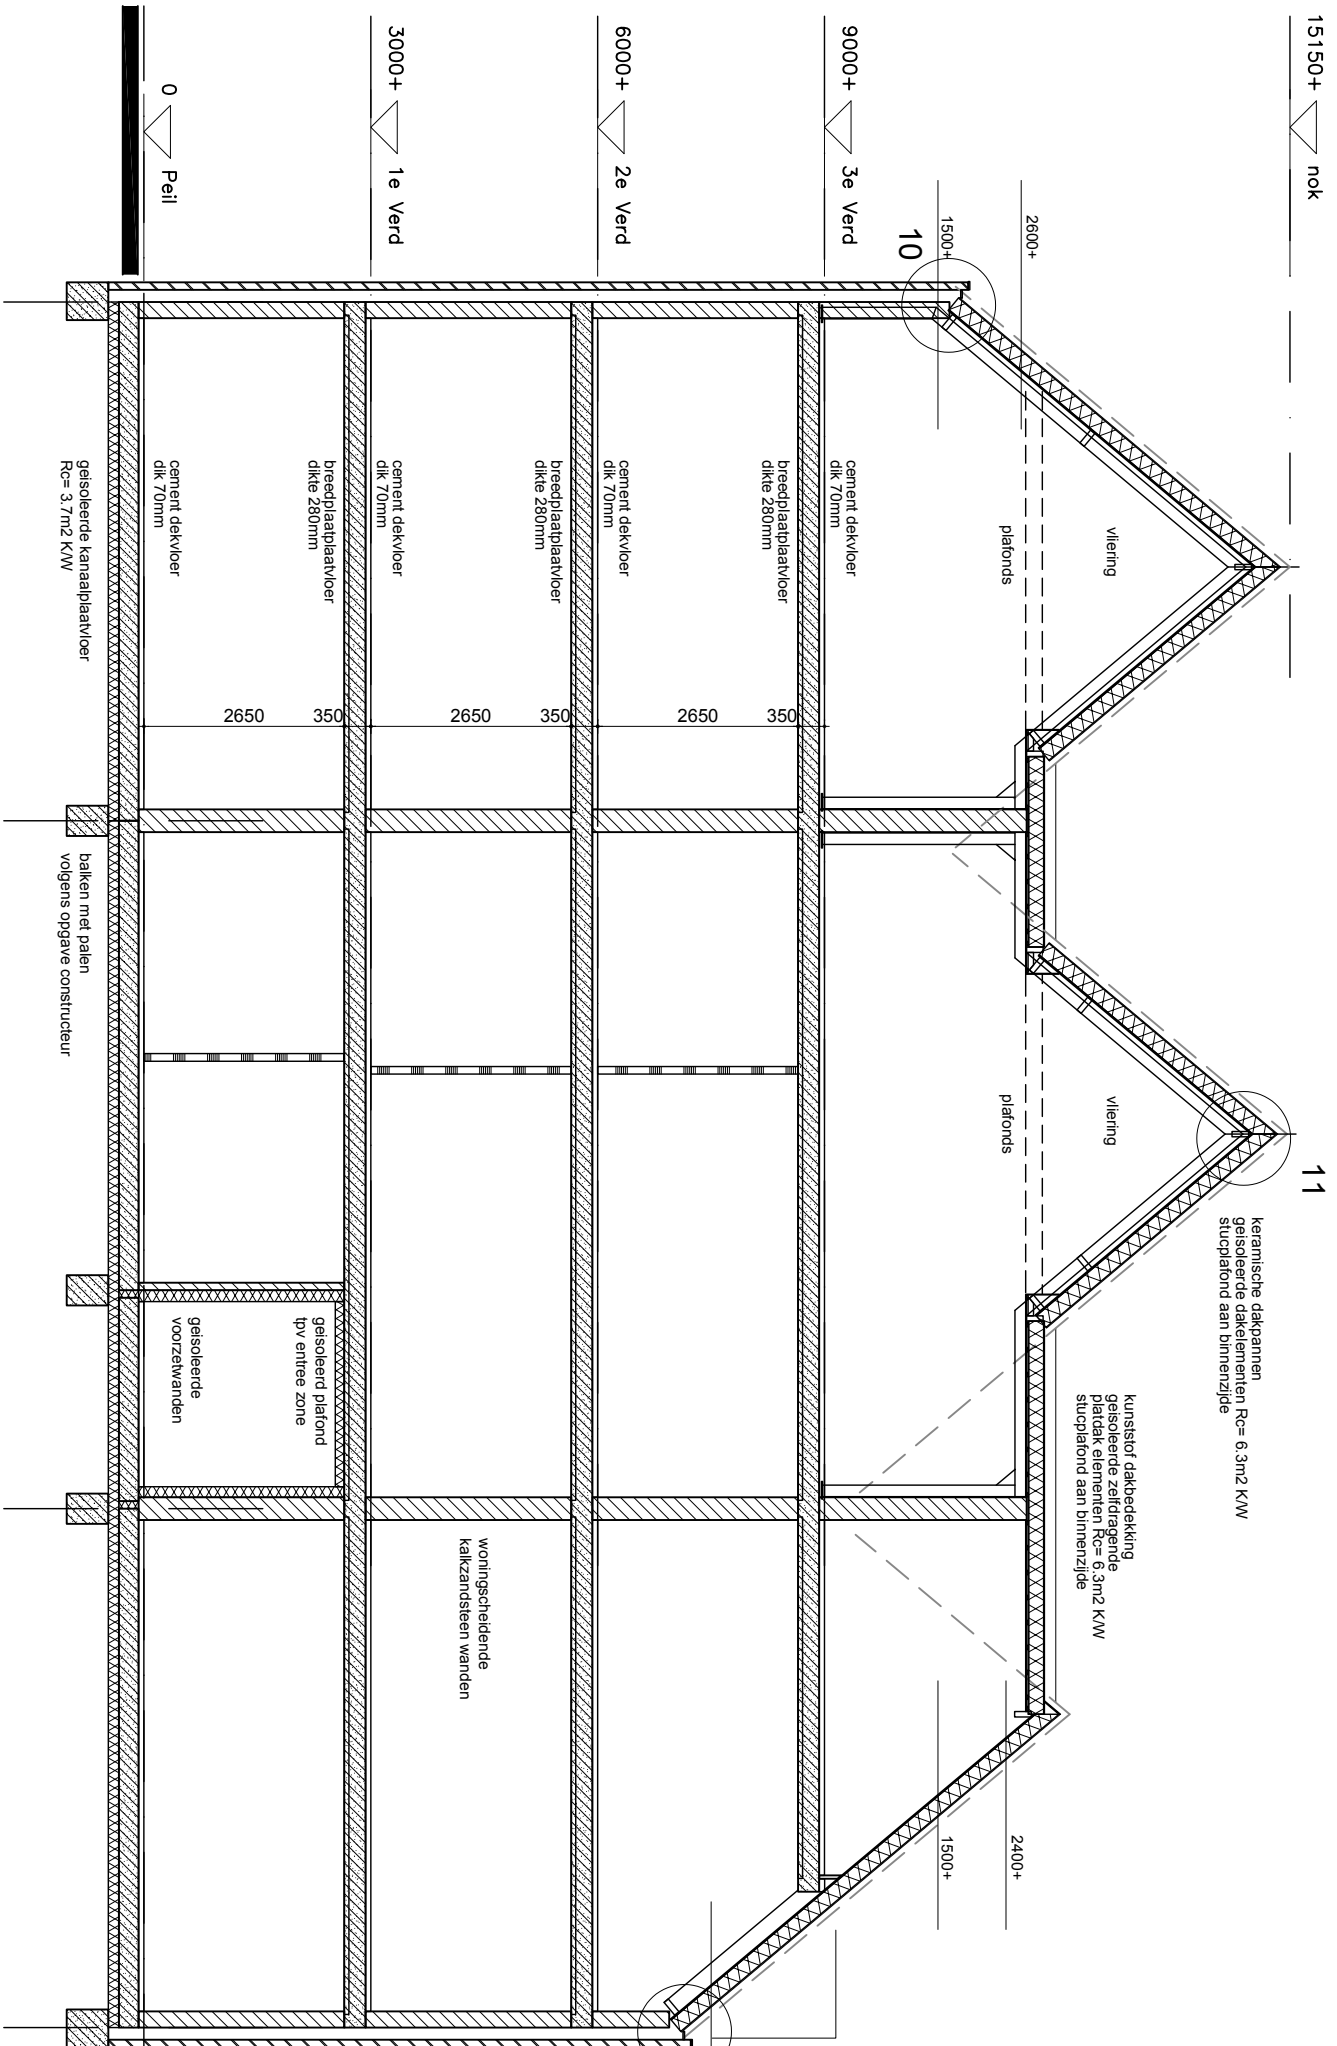 15150+ nok
9000+ 3e Verd
6000+ 2e Verd
3000+ 1e Verd
0 Peil
2600+
1500+
10
11
vliering
plafonds
vliering
plafonds
keramische dakpannen
geisoleerde dakelementen Rc= 6.3m2 K/W
stucplafond aan binnenzijde
kunststof dakbedekking
geisoleerde zelfdragende
platdak elementen Rc= 6.3m2 K/W
stucplafond aan binnenzijde
2400+
1500+
cement dekvloer
dik 70mm
breedplaatplaatvloer
dikte 280mm
cement dekvloer
dik 70mm
breedplaatplaatvloer
dikte 280mm
cement dekvloer
dik 70mm
breedplaatplaatvloer
dikte 280mm
cement dekvloer
dik 70mm
350
2650
350
2650
350
2650
woningscheidende
kalkzandsteen wanden
geisoleerd plafond
tpv entree zone
geisoleerde
voorzetwanden
geisoleerde kanaalplaatvloer
Rc= 3.7m2 K/W
balken met palen
volgens opgave constructeur